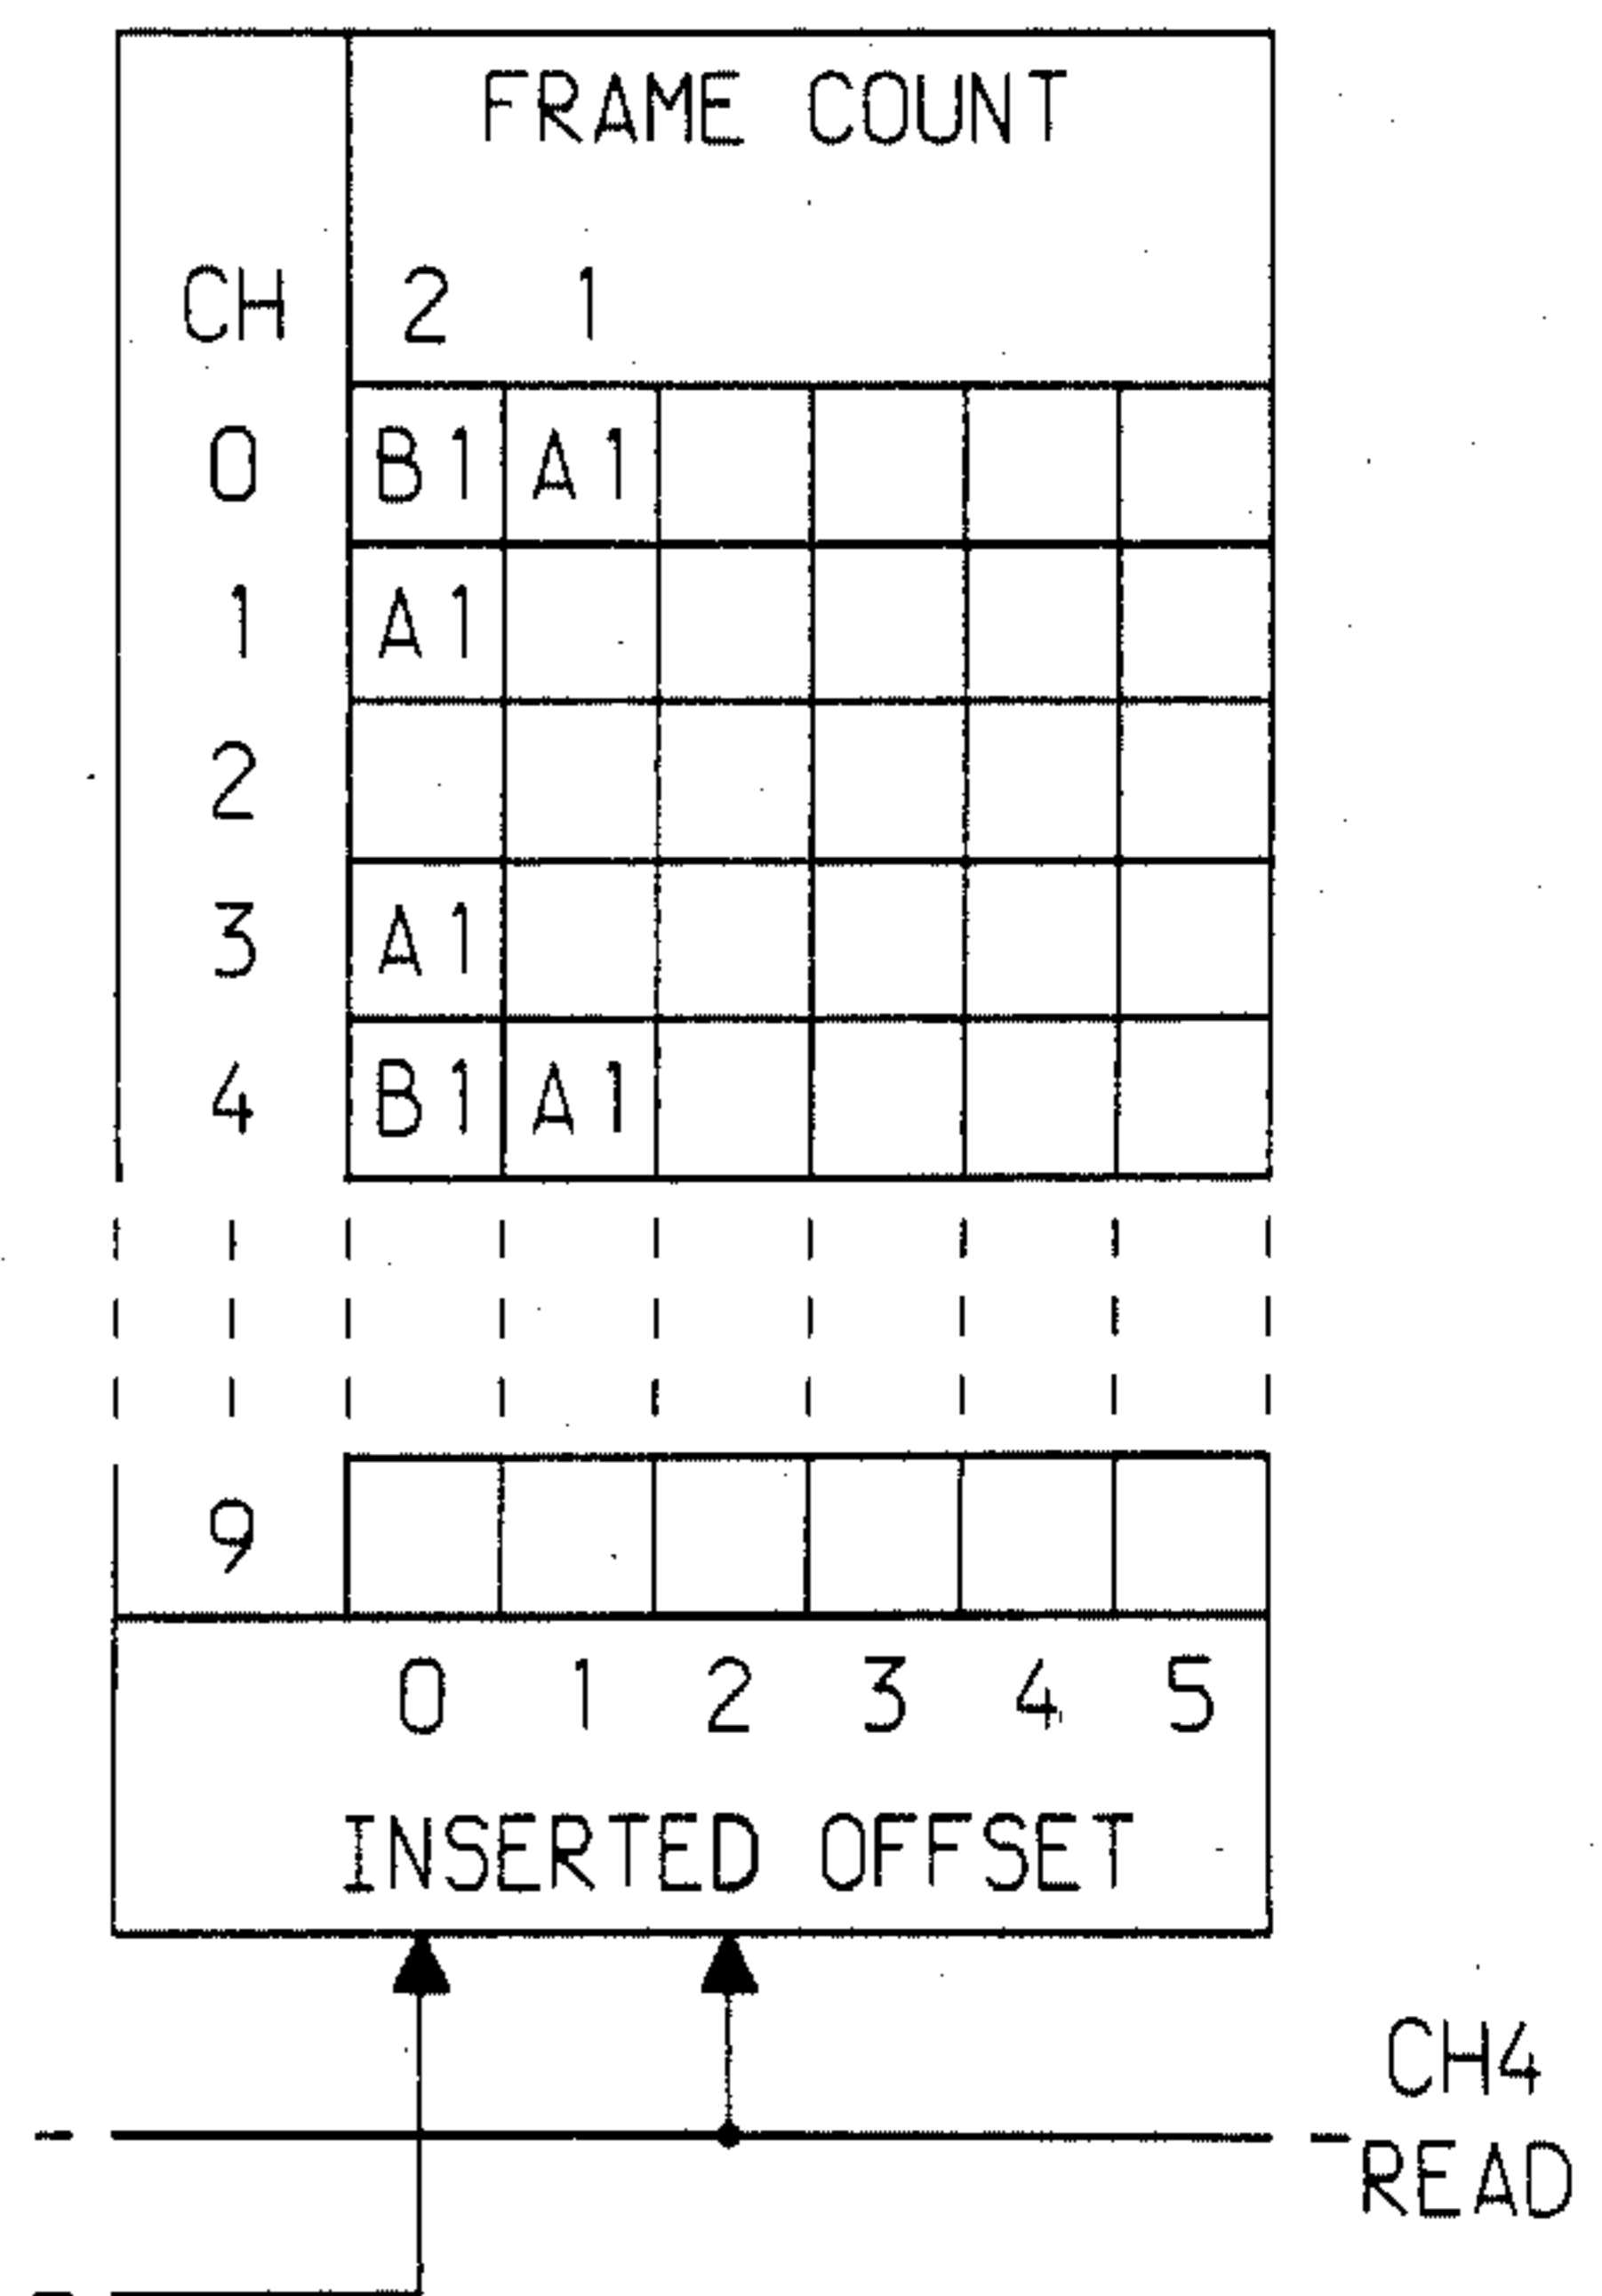 FRAME COUNT
CH 2 1
0 B1 A1
1 A1
2
3 A1
4 B1 A1
9
0 1 2 3 4 5
INSERTED OFFSET
CH4
READ